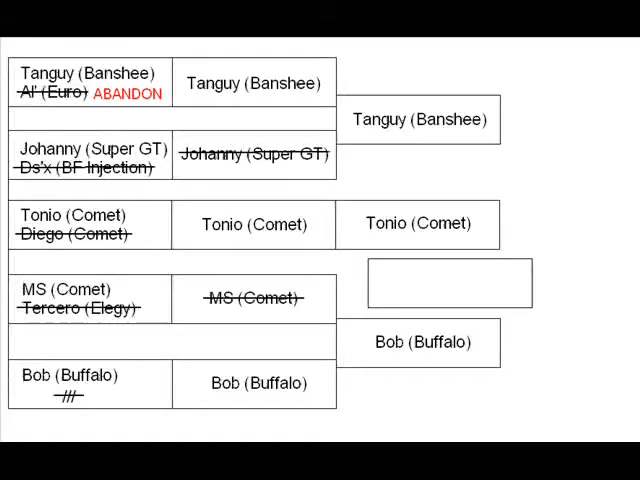 Tanguy (Banshee)
Al' (Euro) ABANDON
Tanguy (Banshee)
Tanguy (Banshee)
Johanny (Super GT)
Ds'x (BF Injection)
Johanny (Super GT)
Tonio (Comet)
Diego (Comet)
Tonio (Comet)
Tonio (Comet)
MS (Comet)
Tercero (Elegy)
MS (Comet)
Bob (Buffalo)
Bob (Buffalo)
///
Bob (Buffalo)